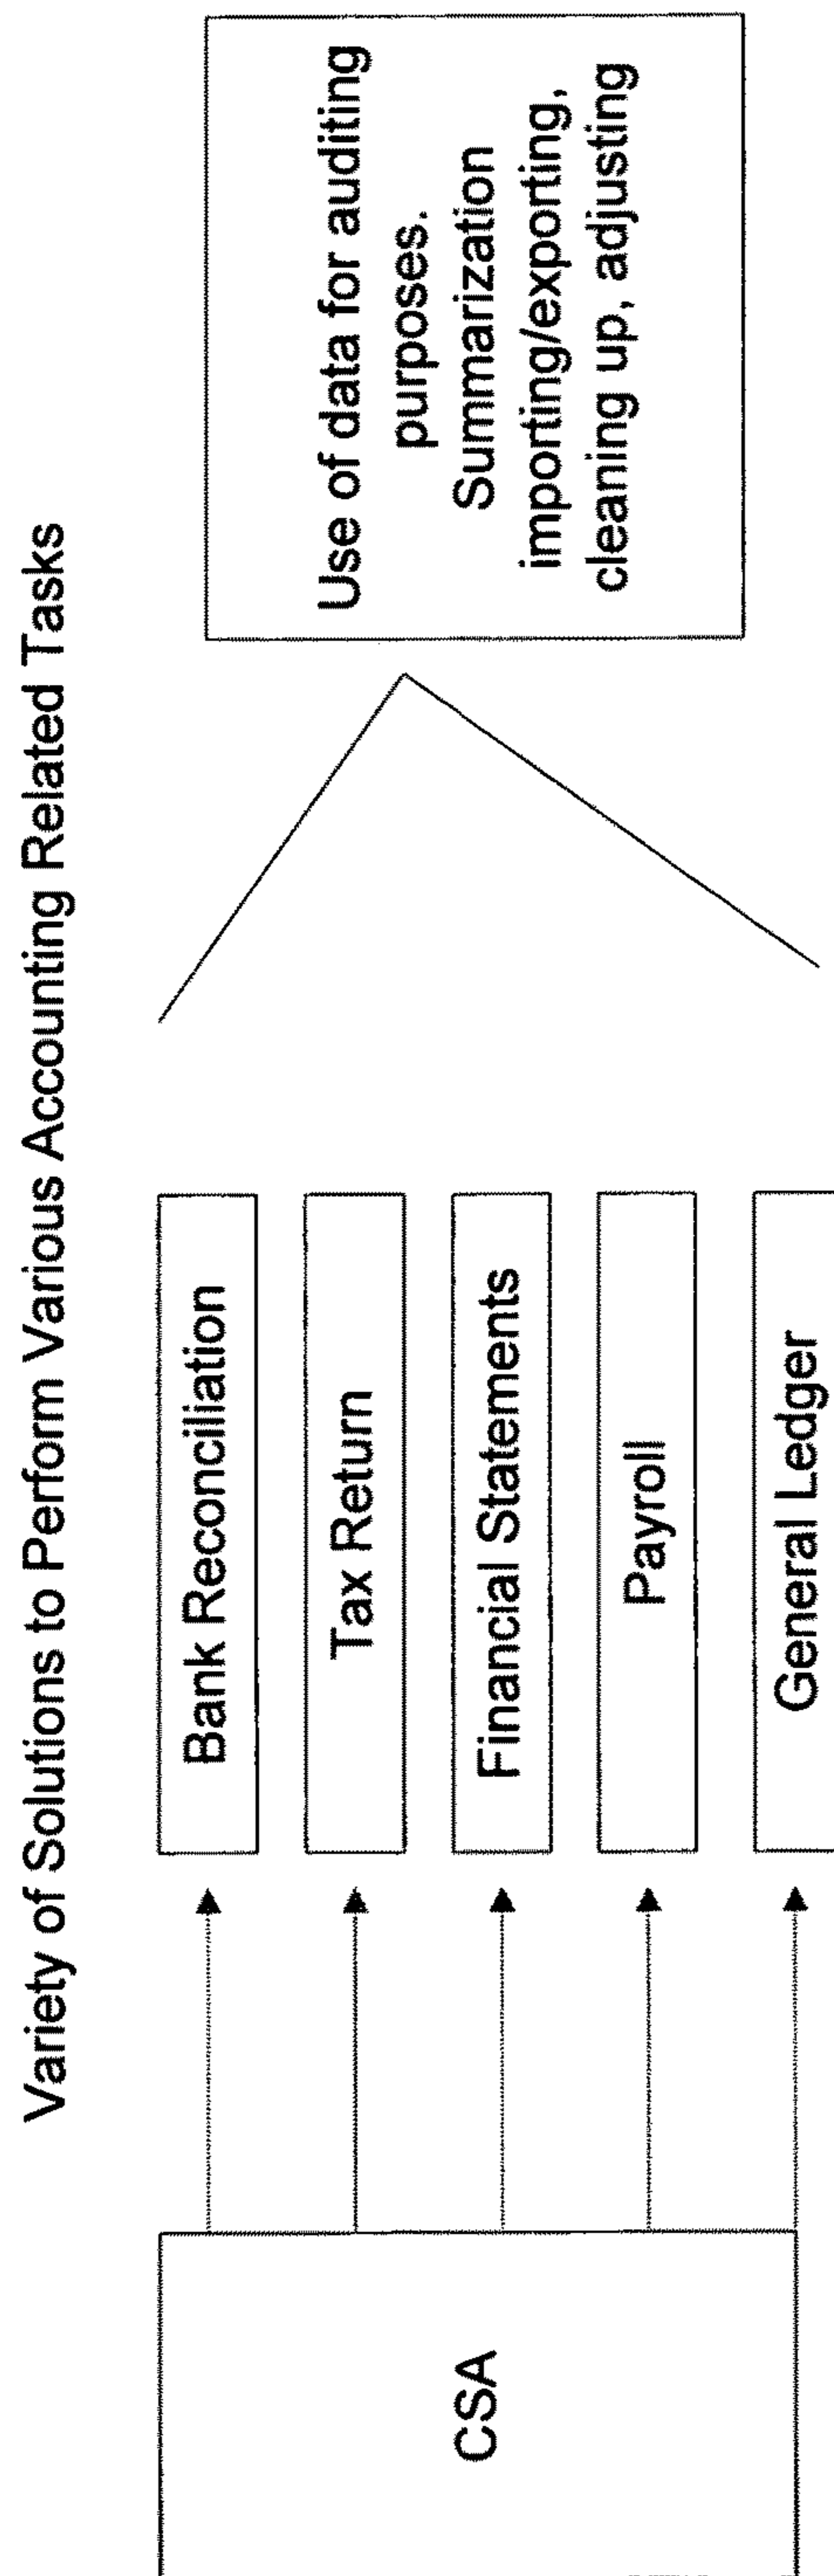 Variety of Solutions to Perform Various Accounting Related Tasks
CSA
Bank Reconciliation
Tax Return
Financial Statements
Payroll
General Ledger
Use of data for auditing
purposes.
Summarization
importing/exporting,
cleaning up, adjusting